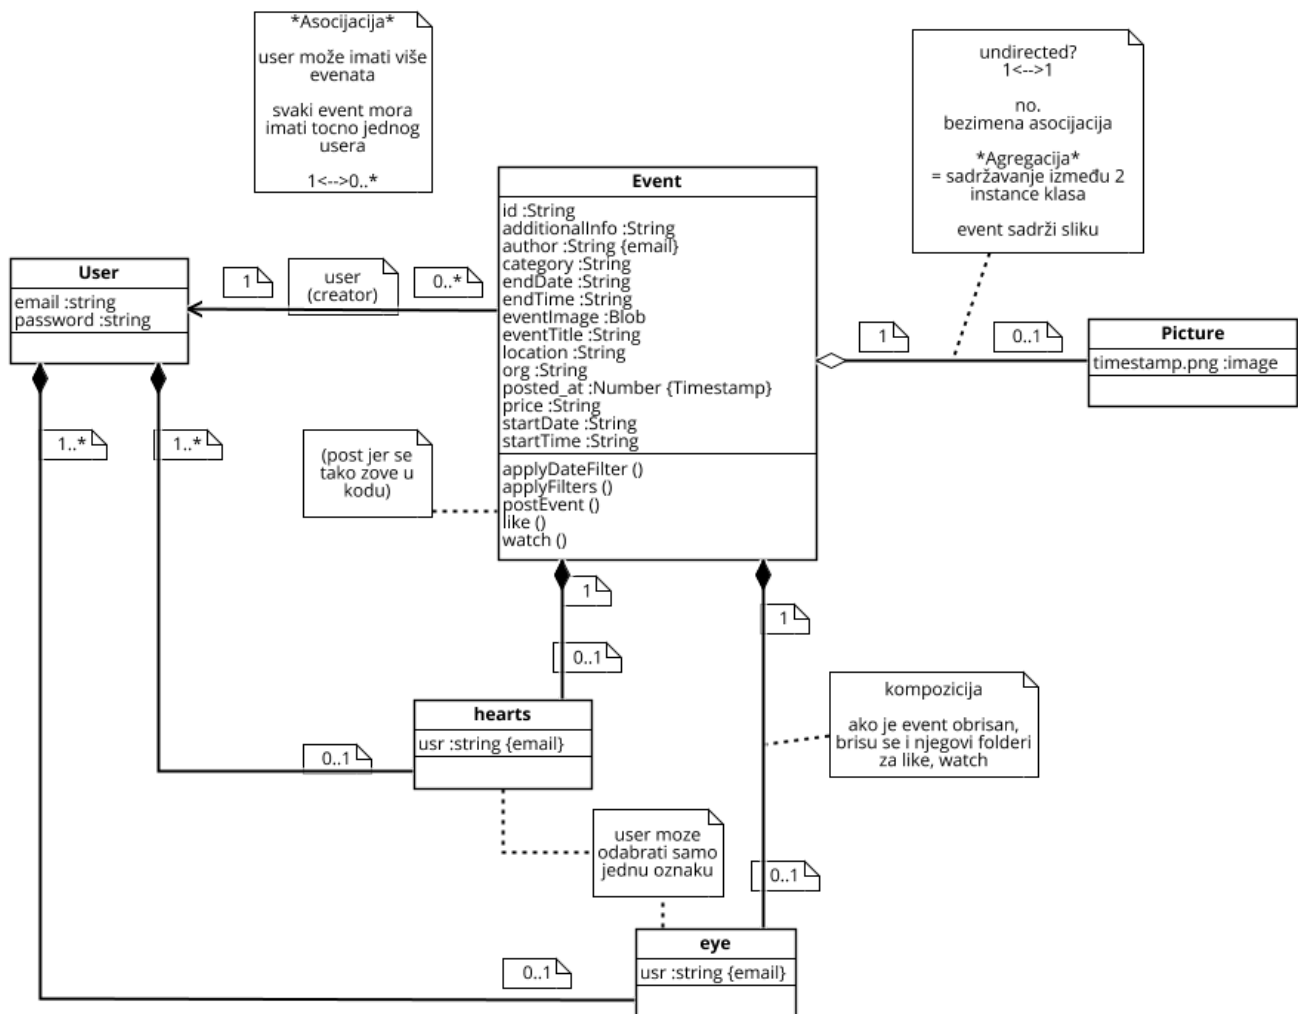 *Asocijacija*
user može imati više
evenata
svaki event mora
imati tocno jednog
usera
1<-->0..*
undirected?
1<-->1
no.
bezimena asocijacija
*Agregacija*
= sadržavanje između 2
instance klasa
event sadrži sliku
Event
id :String
additionalInfo :String
author :String {email}
category :String
endDate :String
endTime :String
eventImage :Blob
eventTitle :String
location :String
org :String
posted_at :Number {Timestamp}
price :String
startDate :String
startTime :String
applyDateFilter ()
applyFilters ()
postEvent ()
like ()
watch ()
User
email :string
password :string
1
user
(creator)
0..*
1
0..1
Picture
timestamp.png :image
1..*
1..*
(post jer se
tako zove u
kodu)
1
1
0..1
kompozicija
ako je event obrisan,
brisu se i njegovi folderi
za like, watch
hearts
usr :string {email}
0..1
user moze
odabrati samo
jednu oznaku
0..1
eye
usr :string {email}
0..1